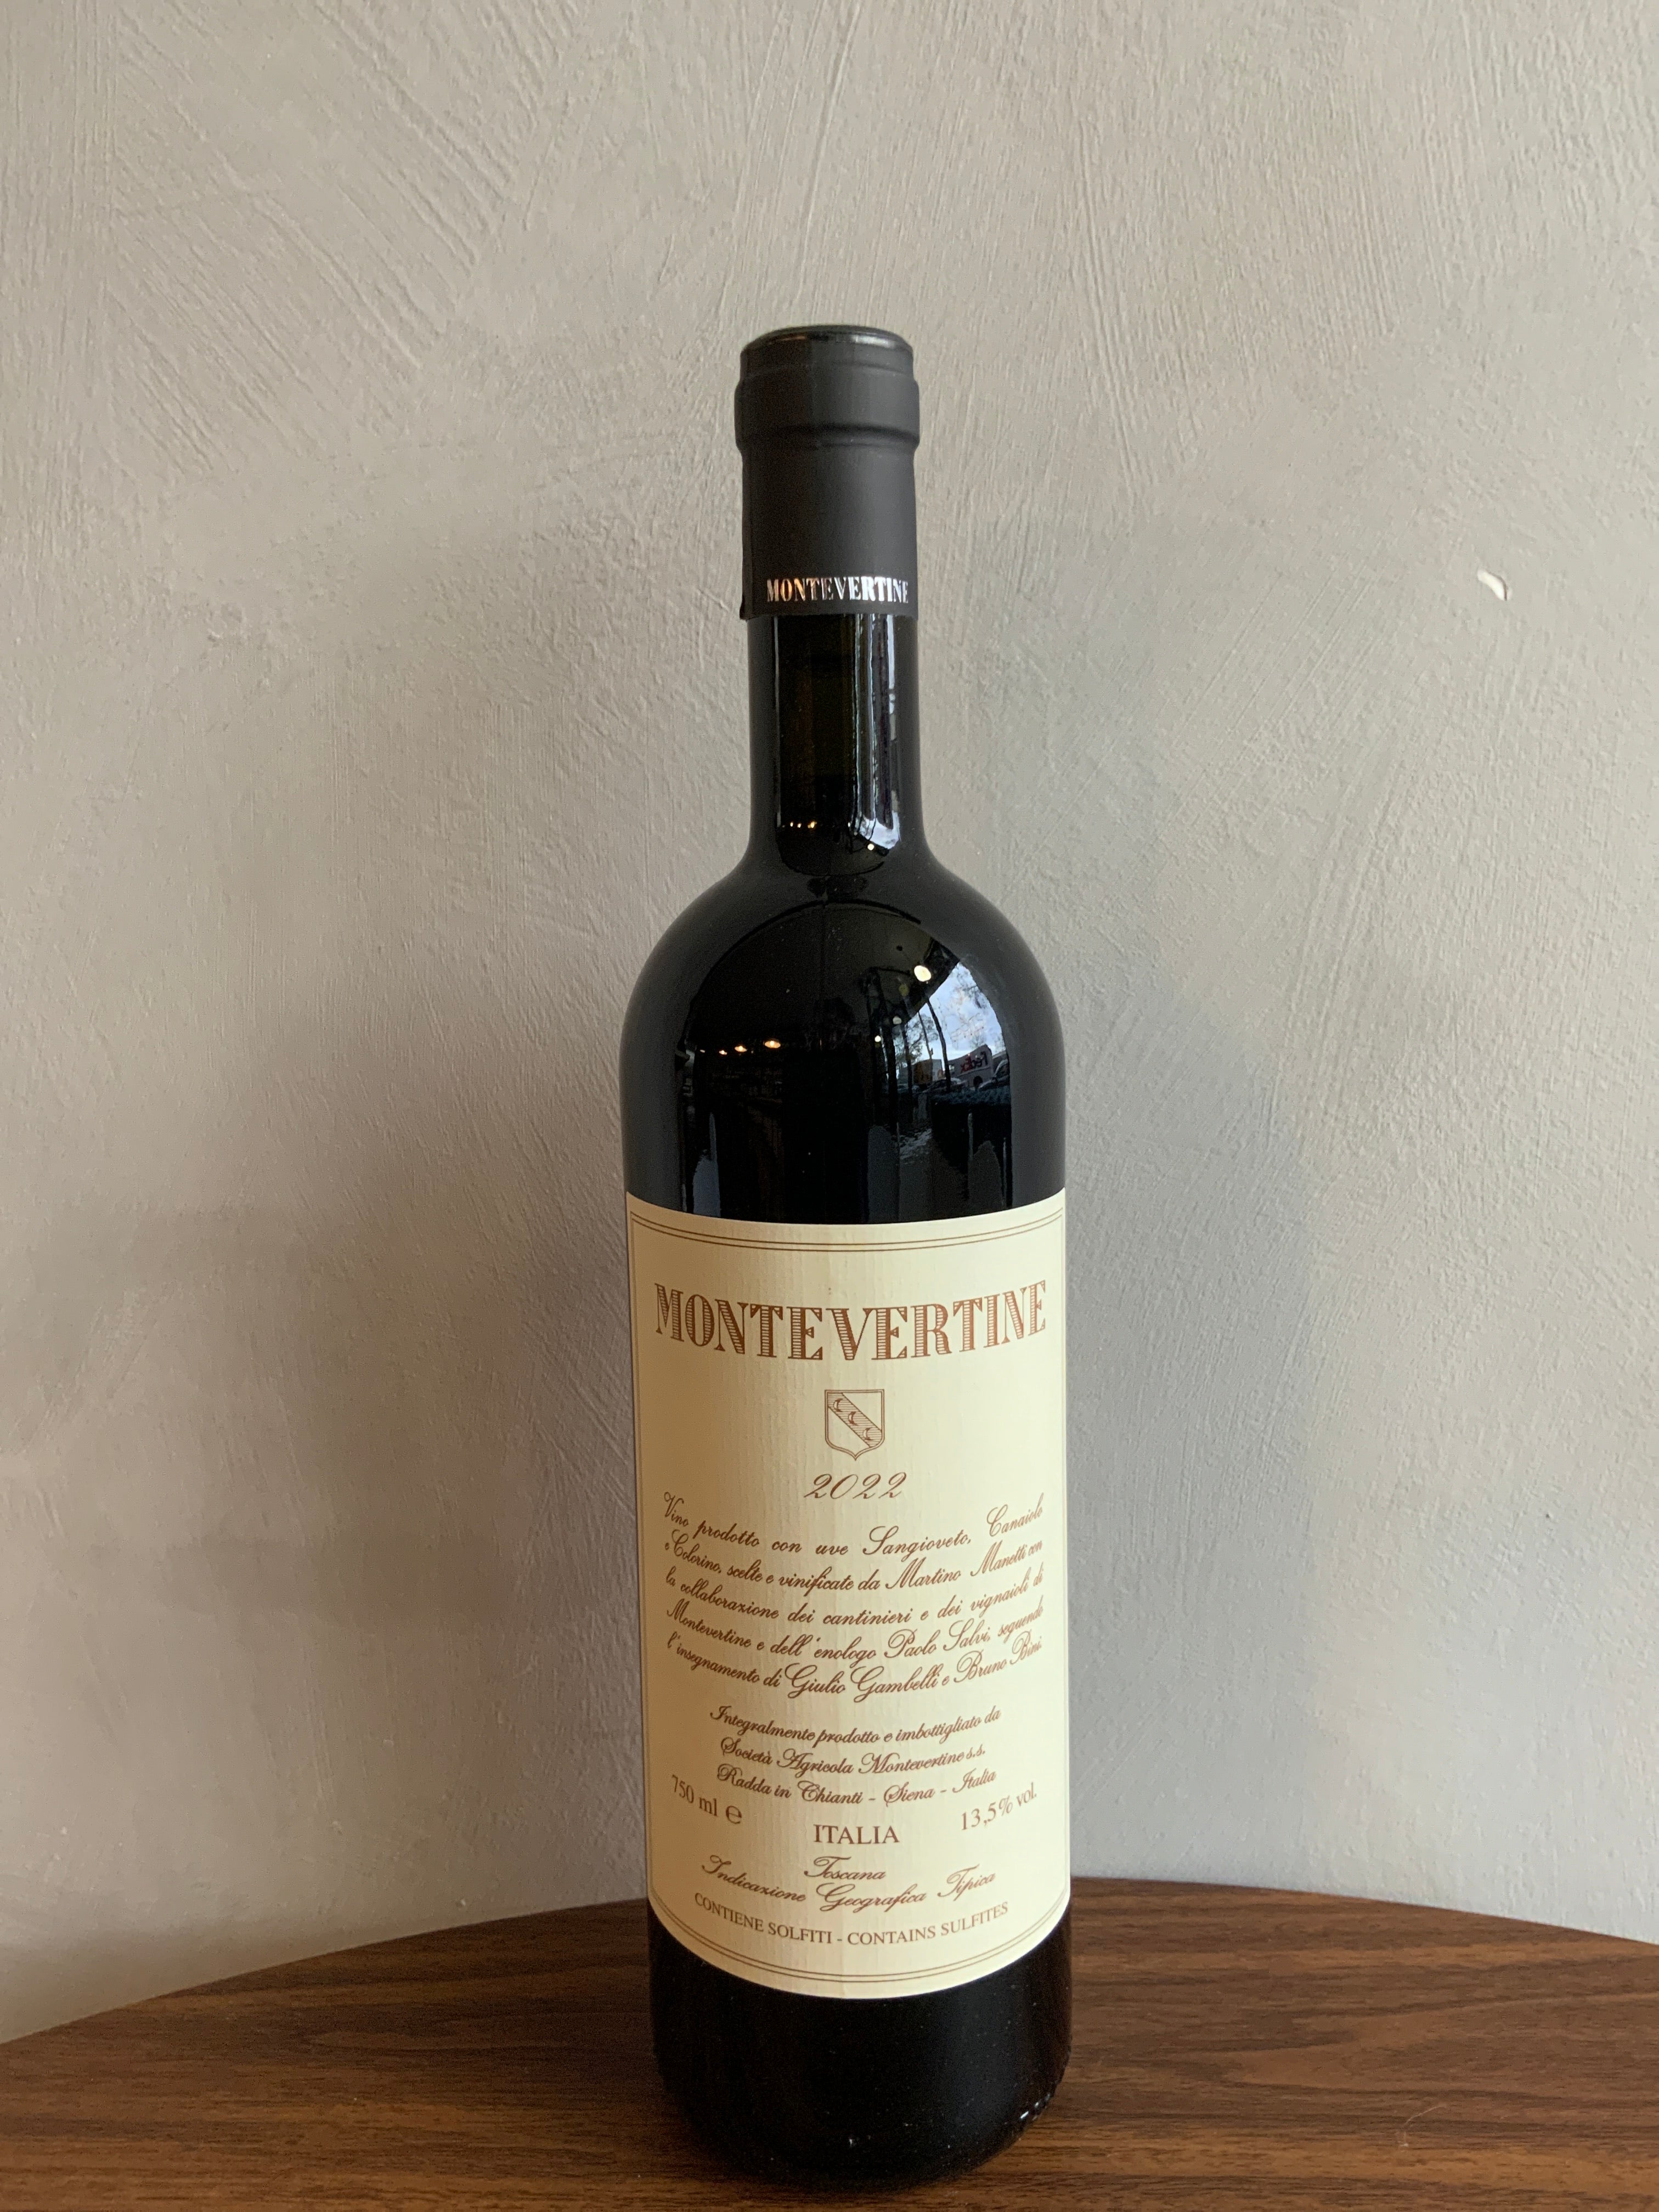 MONTEVERTINE
MONTEVERTINE
2022
Vino prodotto con uve Sangioveto, Canaiolo
e Colorino, scelte e vinificate da Martino Manetti con
la collaborazione dei cantinieri e dei vignaioli di
Montevertine e dell'enologo Paolo Salvi, seguendo
l'insegnamento di Giulio Gambelli e Bruno Bini.
Integralmente prodotto e imbottigliato da
Società Agricola Montevertine s.s.
Radda in Chianti - Siena - Italia
750 ml ℮ 13,5% vol.
ITALIA
Toscana
Indicazione Geografica Tipica
CONTIENE SOLFITI - CONTAINS SULFITES